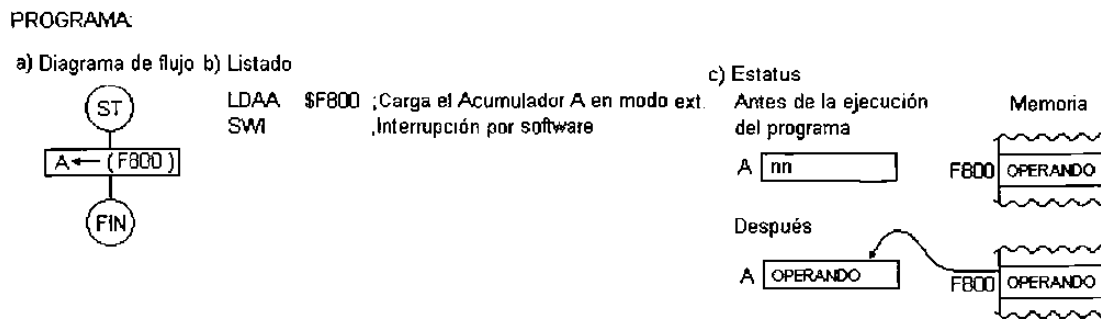 PROGRAMA:
a) Diagrama de flujo
ST
A ← (F800)
FIN
b) Listado
LDAA $F800 ;Carga el Acumulador A en modo ext.
SWI ;Interrupción por software
c) Estatus
Antes de la ejecución
del programa
Memoria
A nn
F800 OPERANDO
Después
A OPERANDO
F800 OPERANDO